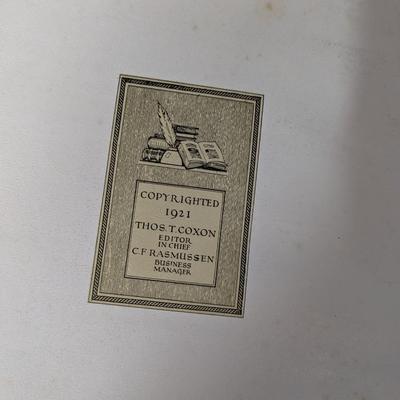 COPYRIGHTED
1921
THOS. T. COXON
EDITOR
IN CHIEF
C. F. RASMUSSEN
BUSINESS
MANAGER